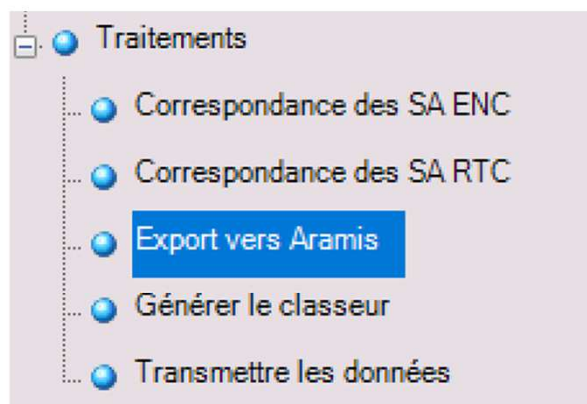 Traitements
Correspondance des SA ENC
Correspondance des SA RTC
Export vers Aramis
Générer le classeur
Transmettre les données